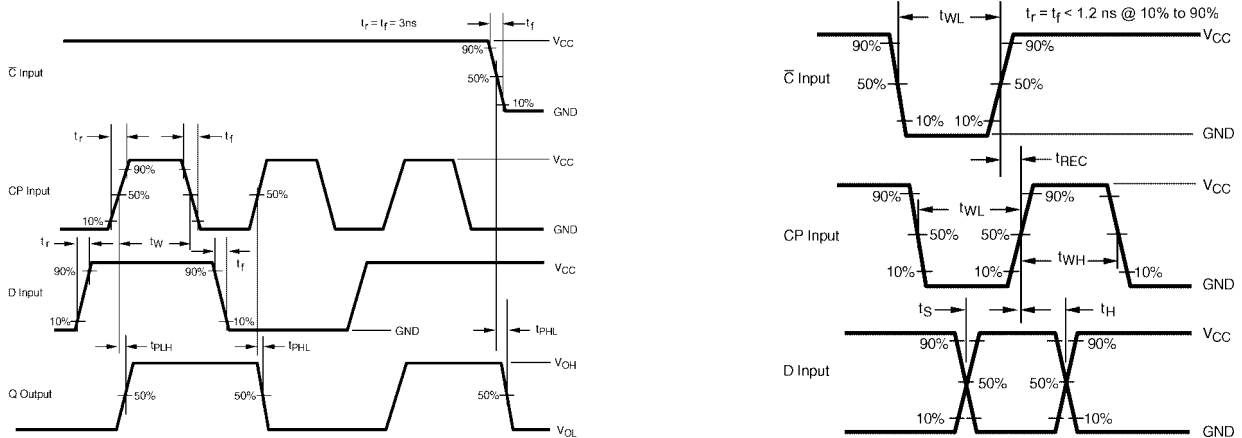 tr = tf = 3ns
tf
VCC
90%
C̅ Input
50%
10%
GND
tr
tf
VCC
90%
CP Input
50%
50%
10%
GND
tr
tW
tf
VCC
90%
90%
D Input
10%
10%
GND
tPHL
tPLH
tPHL
VOH
Q Output
50%
50%
50%
VOL
tWL
tr = tf < 1.2 ns @ 10% to 90%
VCC
90%
90%
C̅ Input
50%
50%
10%
10%
GND
tREC
VCC
90%
tWL
90%
CP Input
50%
50%
tWH
10%
10%
10%
GND
tS
tH
VCC
90%
90%
D Input
50%
50%
10%
10%
GND